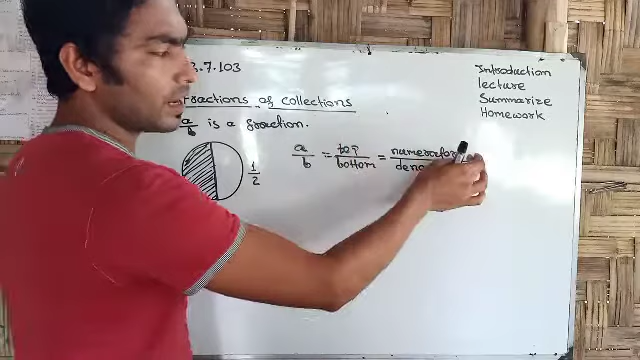 3.7.103
Fractions of collections
a/b is a fraction.
1/2
a/b = top/bottom = numerator/deno
Introduction
lecture
Summarize
Homework